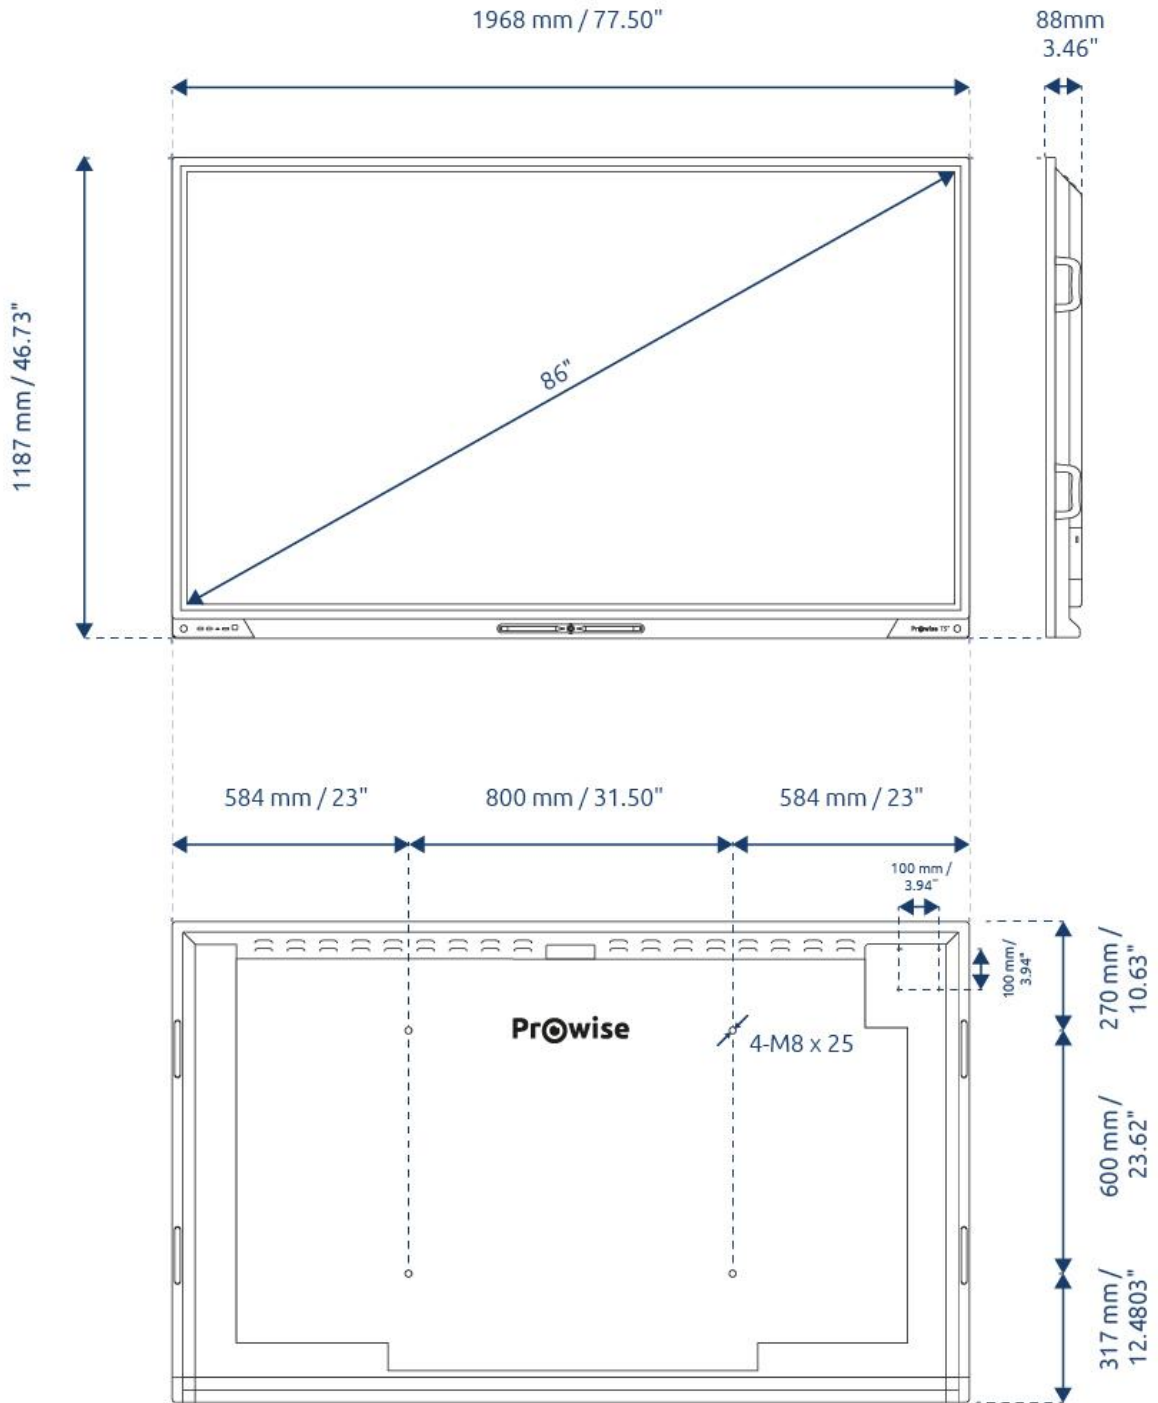 1968 mm / 77.50"
88mm
3.46"
1187 mm / 46.73"
86"
Prowise 75"
584 mm / 23"
800 mm / 31.50"
584 mm / 23"
100 mm /
3.94"
100 mm /
3.94"
270 mm /
10.63"
Prowise
4-M8 x 25
600 mm /
23.62"
317 mm /
12.4803"